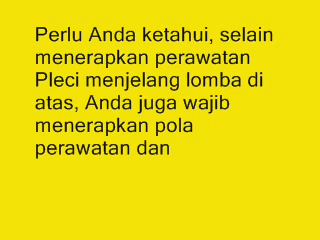 Perlu Anda ketahui, selain
menerapkan perawatan
Pleci menjelang lomba di
atas, Anda juga wajib
menerapkan pola
perawatan dan